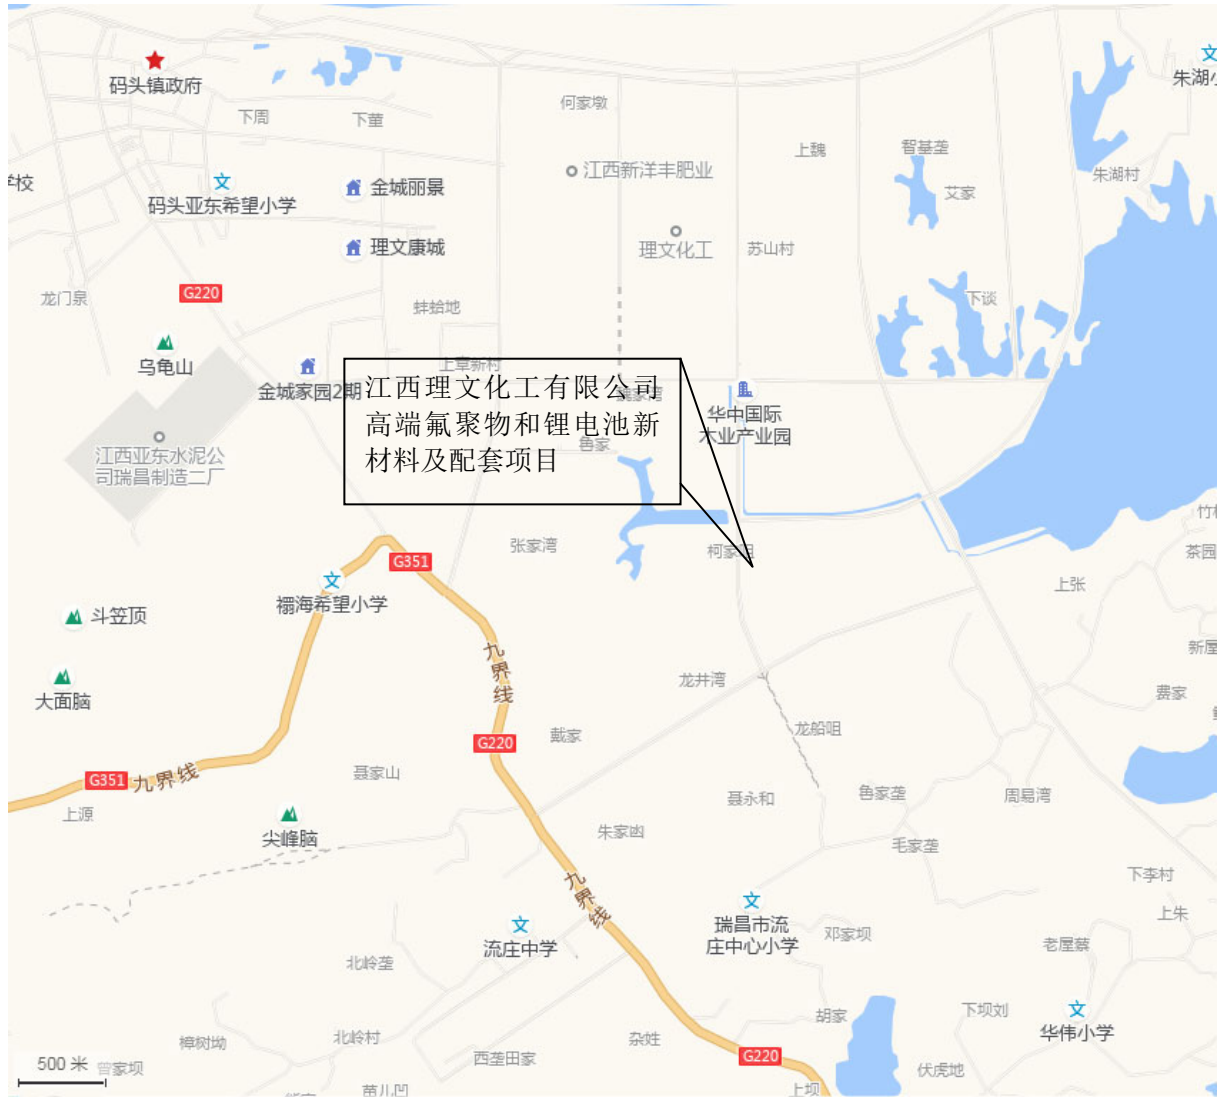 码头镇政府
朱湖小
何家墩
下周
下董
上魏
智基垄
江西新洋丰肥业
朱湖村
学校
金城丽景
艾家
码头亚东希望小学
理文康城
理文化工
苏山村
G220
龙门泉
蚌蛤地
下谈
乌龟山
上章新村
金城家园2期
江西理文化工有限公司
高端氟聚物和锂电池新
材料及配套项目
华中国际
木业产业园
江西亚东水泥公
司瑞昌制造二厂
张家湾
G351
茶园
上张
禤海希望小学
斗笠顶
九界线
新屋
龙井湾
大面脑
费家
龙船咀
戴家
G220
聂家山
G351
九界线
上源
聂永和
鲁家垄
周易湾
尖峰脑
朱家凼
毛家垄
下李村
九界线
瑞昌市流
庄中心小学
上朱
流庄中学
邓家坝
老屋蔡
北岭垄
胡家
下坝刘
华伟小学
樟树坳
北岭村
杂姓
西垄田家
G220
500 米
曾家坝
伏虎地
苗儿凹
上坝